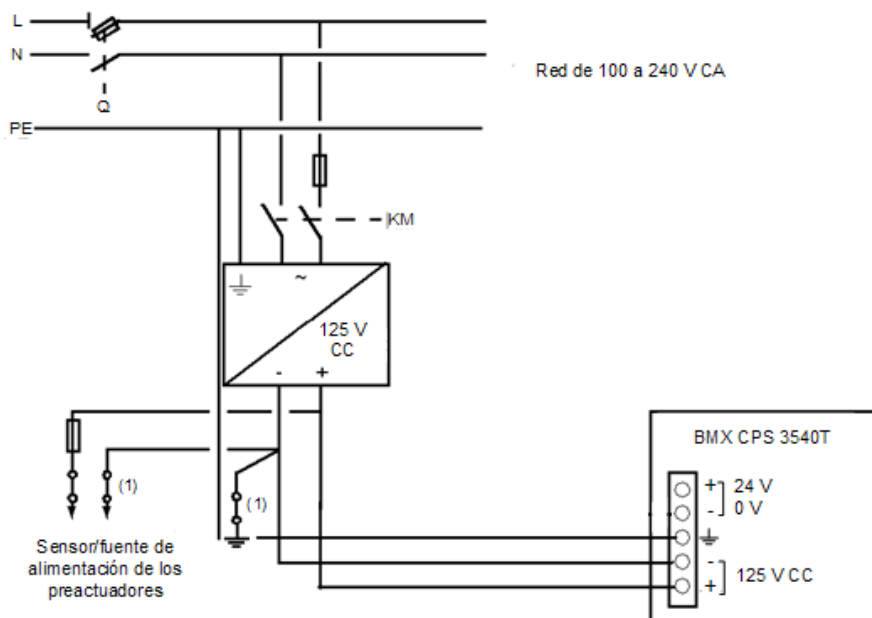 L
N
Q
PE
Red de 100 a 240 V CA
KM
~
125 V
CC
- +
(1)
(1)
Sensor/fuente de
alimentación de los
preactuadores
BMX CPS 3540T
+ 24 V
- 0 V
-
+ 125 V CC